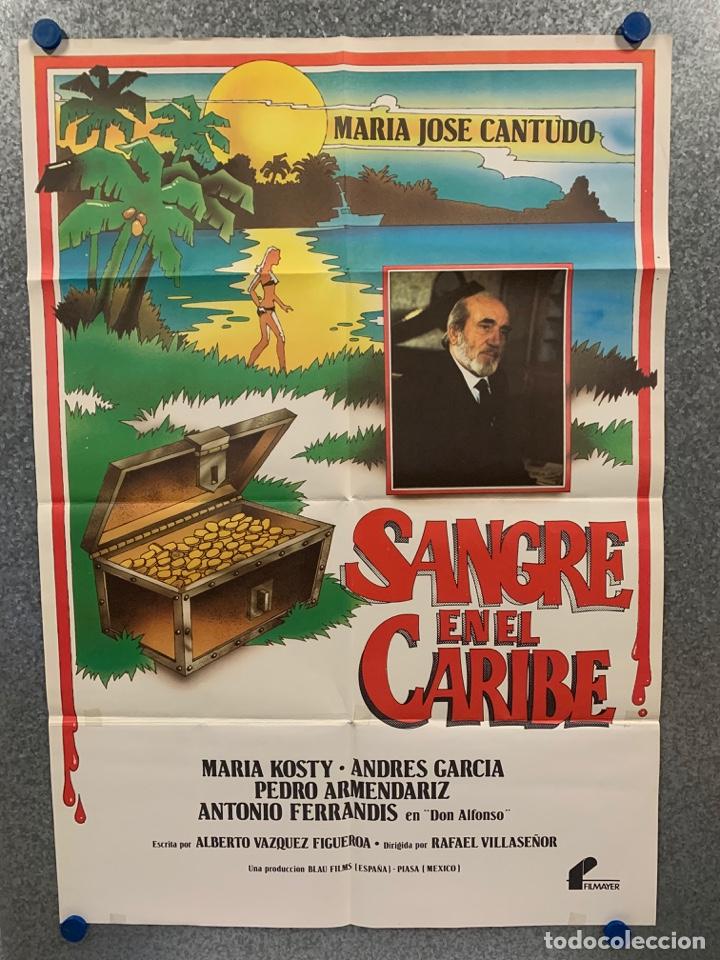 MARIA JOSE CANTUDO
SANGRE
EN EL
CARIBE
MARIA KOSTY · ANDRES GARCIA
PEDRO ARMENDARIZ
ANTONIO FERRANDIS en "Don Alfonso"
Escrita por ALBERTO VAZQUEZ FIGUEROA · Dirigida por RAFAEL VILLASEÑOR
Una produccion BLAU FILMS (ESPAÑA) - PIASA (MEXICO)
FILMAYER
todocoleccion